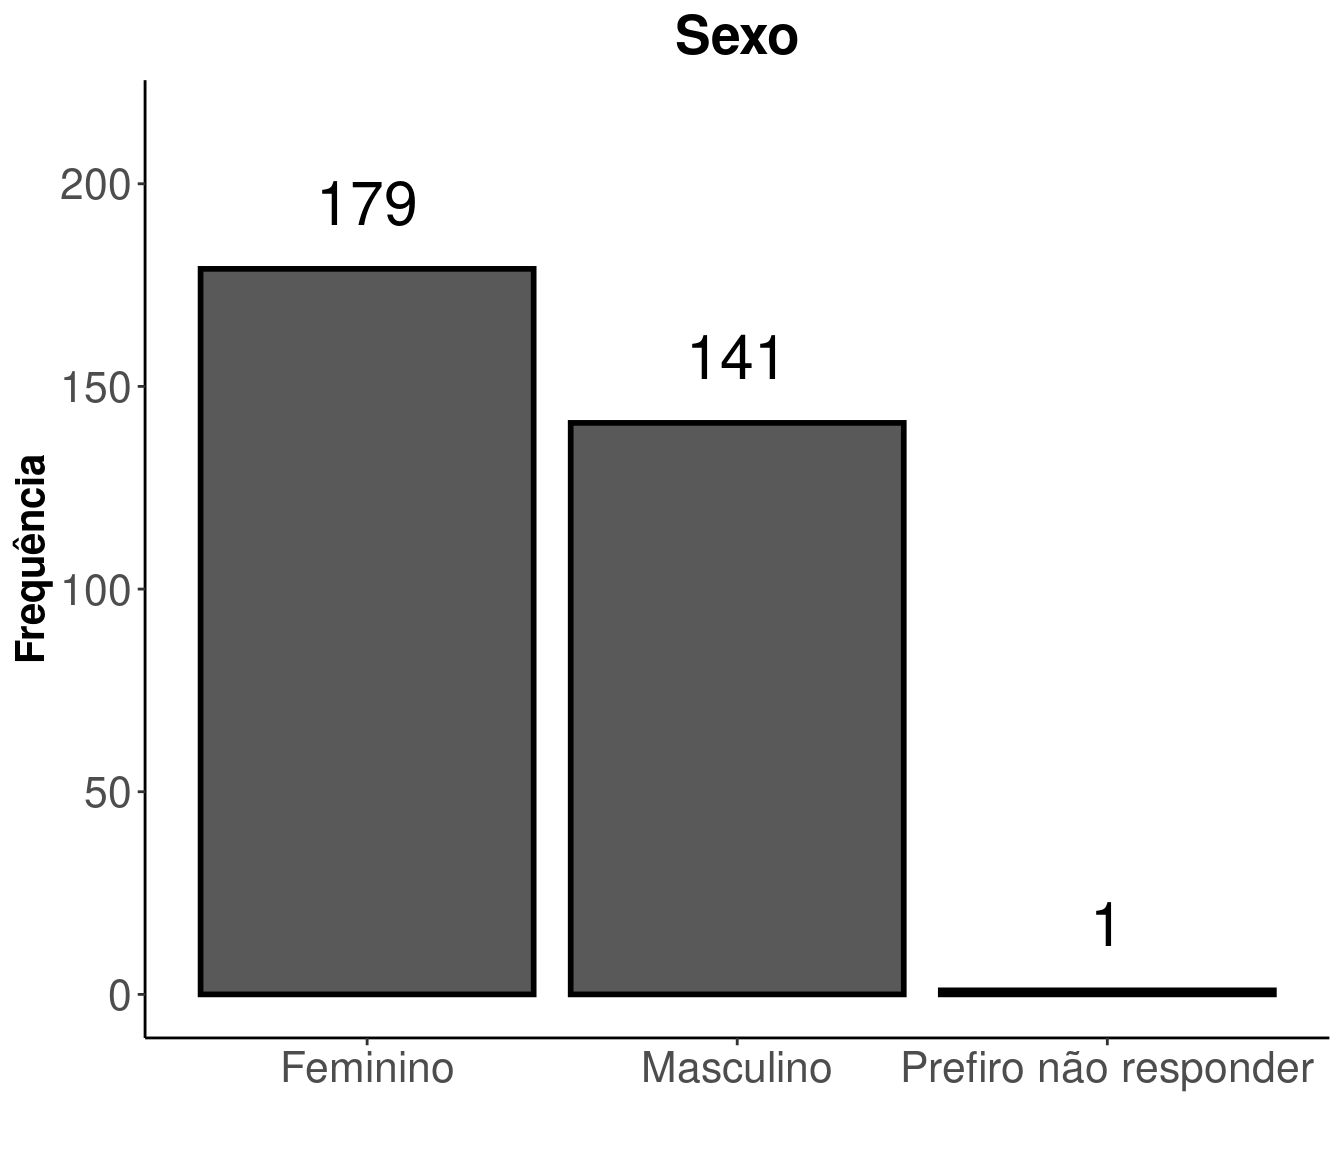 Sexo
Frequência
200
150
100
50
0
179
141
1
Feminino
Masculino
Prefiro não responder